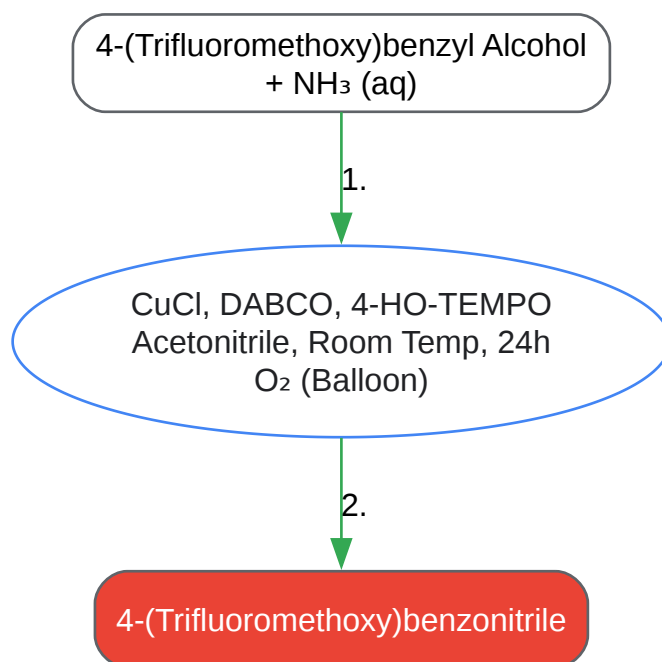 4-(Trifluoromethoxy)benzyl Alcohol
+ NH₃ (aq)
1.
CuCl, DABCO, 4-HO-TEMPO
Acetonitrile, Room Temp, 24h
O₂ (Balloon)
2.
4-(Trifluoromethoxy)benzonitrile